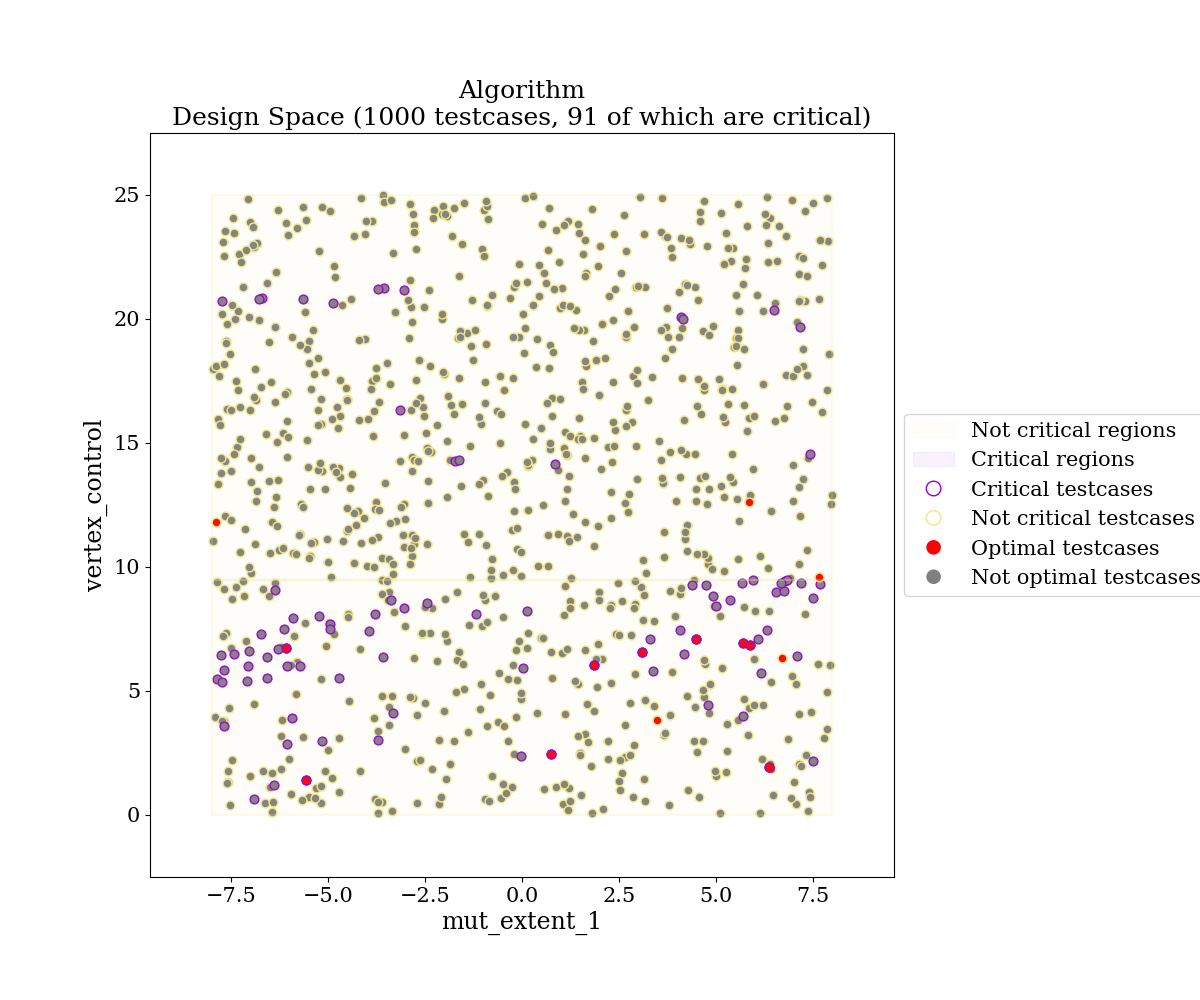 Algorithm
Design Space (1000 testcases, 91 of which are critical)
25
20
15
10
5
0
vertex_control
−7.5
−5.0
−2.5
0.0
2.5
5.0
7.5
mut_extent_1
Not critical regions
Critical regions
Critical testcases
Not critical testcases
Optimal testcases
Not optimal testcases